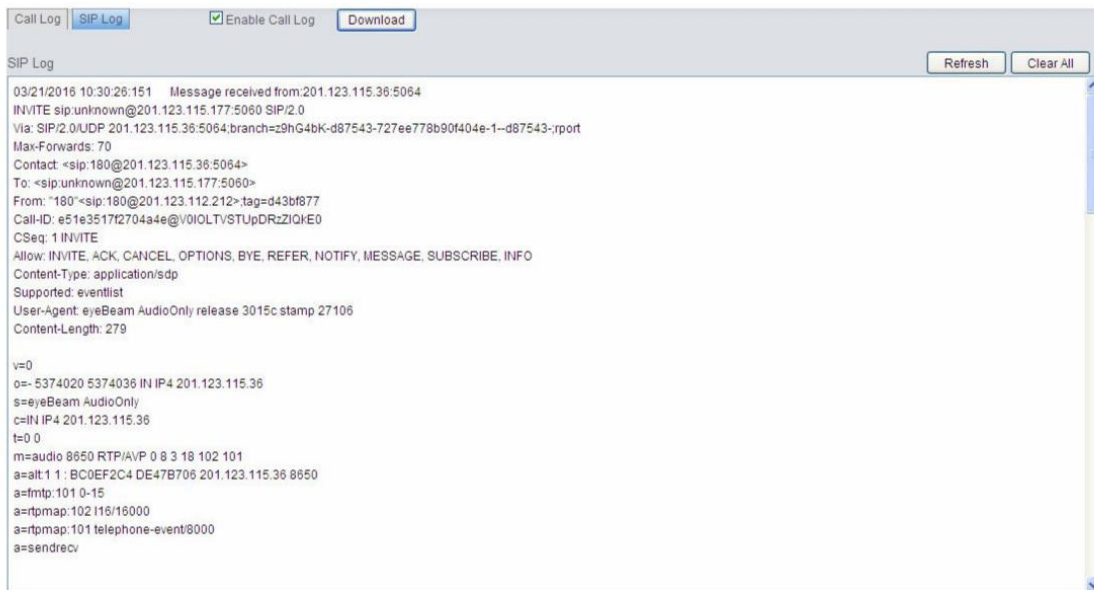 Call Log SIP Log Enable Call Log Download
SIP Log Refresh Clear All
03/21/2016 10:30:26:151 Message received from:201.123.115.36:5064
INVITE sip:unknown@201.123.115.177:5060 SIP/2.0
Via: SIP/2.0/UDP 201.123.115.36:5064;branch=z9hG4bK-d87543-727ee778b90f404e-1--d87543-;rport
Max-Forwards: 70
Contact: <sip:180@201.123.115.36:5064>
To: <sip:unknown@201.123.115.177:5060>
From: "180"<sip:180@201.123.112.212>;tag=d43bf877
Call-ID: e51e3517f2704a4e@V0lOLTVSTUpDRzZIQkE0
CSeq: 1 INVITE
Allow: INVITE, ACK, CANCEL, OPTIONS, BYE, REFER, NOTIFY, MESSAGE, SUBSCRIBE, INFO
Content-Type: application/sdp
Supported: eventlist
User-Agent: eyeBeam AudioOnly release 3015c stamp 27106
Content-Length: 279
v=0
o=- 5374020 5374036 IN IP4 201.123.115.36
s=eyeBeam AudioOnly
c=IN IP4 201.123.115.36
t=0 0
m=audio 8650 RTP/AVP 0 8 3 18 102 101
a=alt:1 1 : BC0EF2C4 DE47B706 201.123.115.36 8650
a=fmtp:101 0-15
a=rtpmap:102 l16/16000
a=rtpmap:101 telephone-event/8000
a=sendrecv